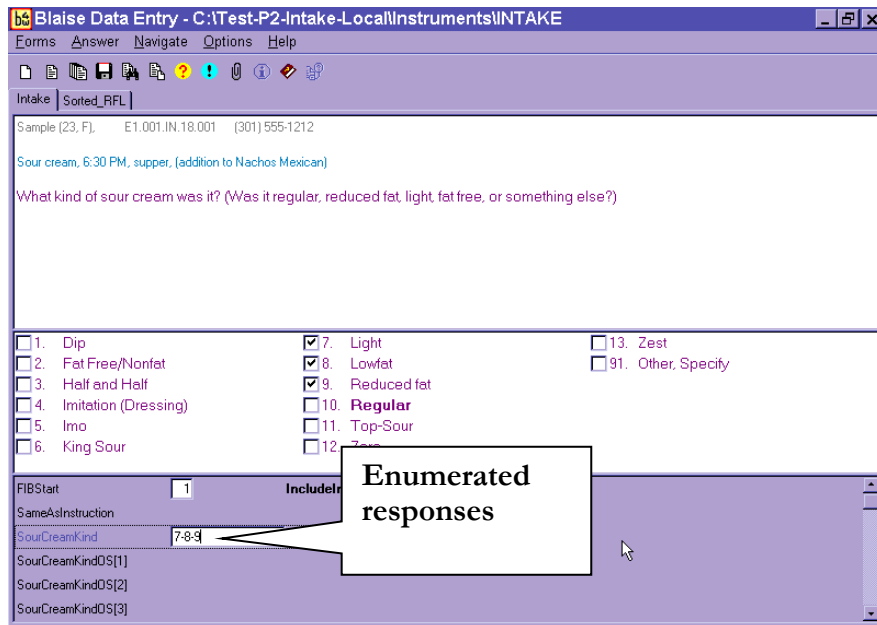 Blaise Data Entry - C:\Test-P2-Intake-Local\Instruments\INTAKE
Forms Answer Navigate Options Help
Intake Sorted_RFL
Sample (23, F), E1.001.IN.18.001 (301) 555-1212
Sour cream, 6:30 PM, supper, (addition to Nachos Mexican)
What kind of sour cream was it? (Was it regular, reduced fat, light, fat free, or something else?)
1. Dip
2. Fat Free/Nonfat
3. Half and Half
4. Imitation (Dressing)
5. Imo
6. King Sour
7. Light
8. Lowfat
9. Reduced fat
10. Regular
11. Top-Sour
12.
13. Zest
91. Other, Specify
FIBStart 1
SameAsInstruction
SourCreamKind 7-8-9
SourCreamKindOS[1]
SourCreamKindOS[2]
SourCreamKindOS[3]
Enumerated
responses